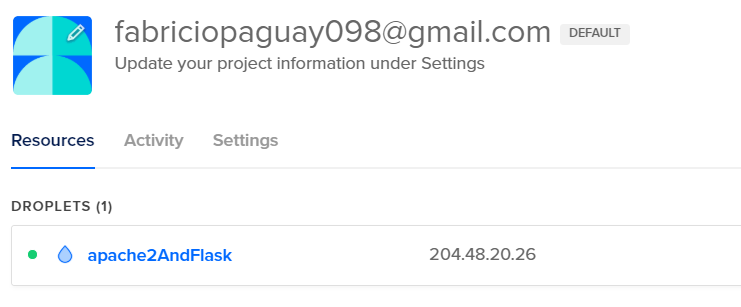 fabriciopaguay098@gmail.com DEFAULT
Update your project information under Settings
Resources Activity Settings
DROPLETS (1)
apache2AndFlask 204.48.20.26